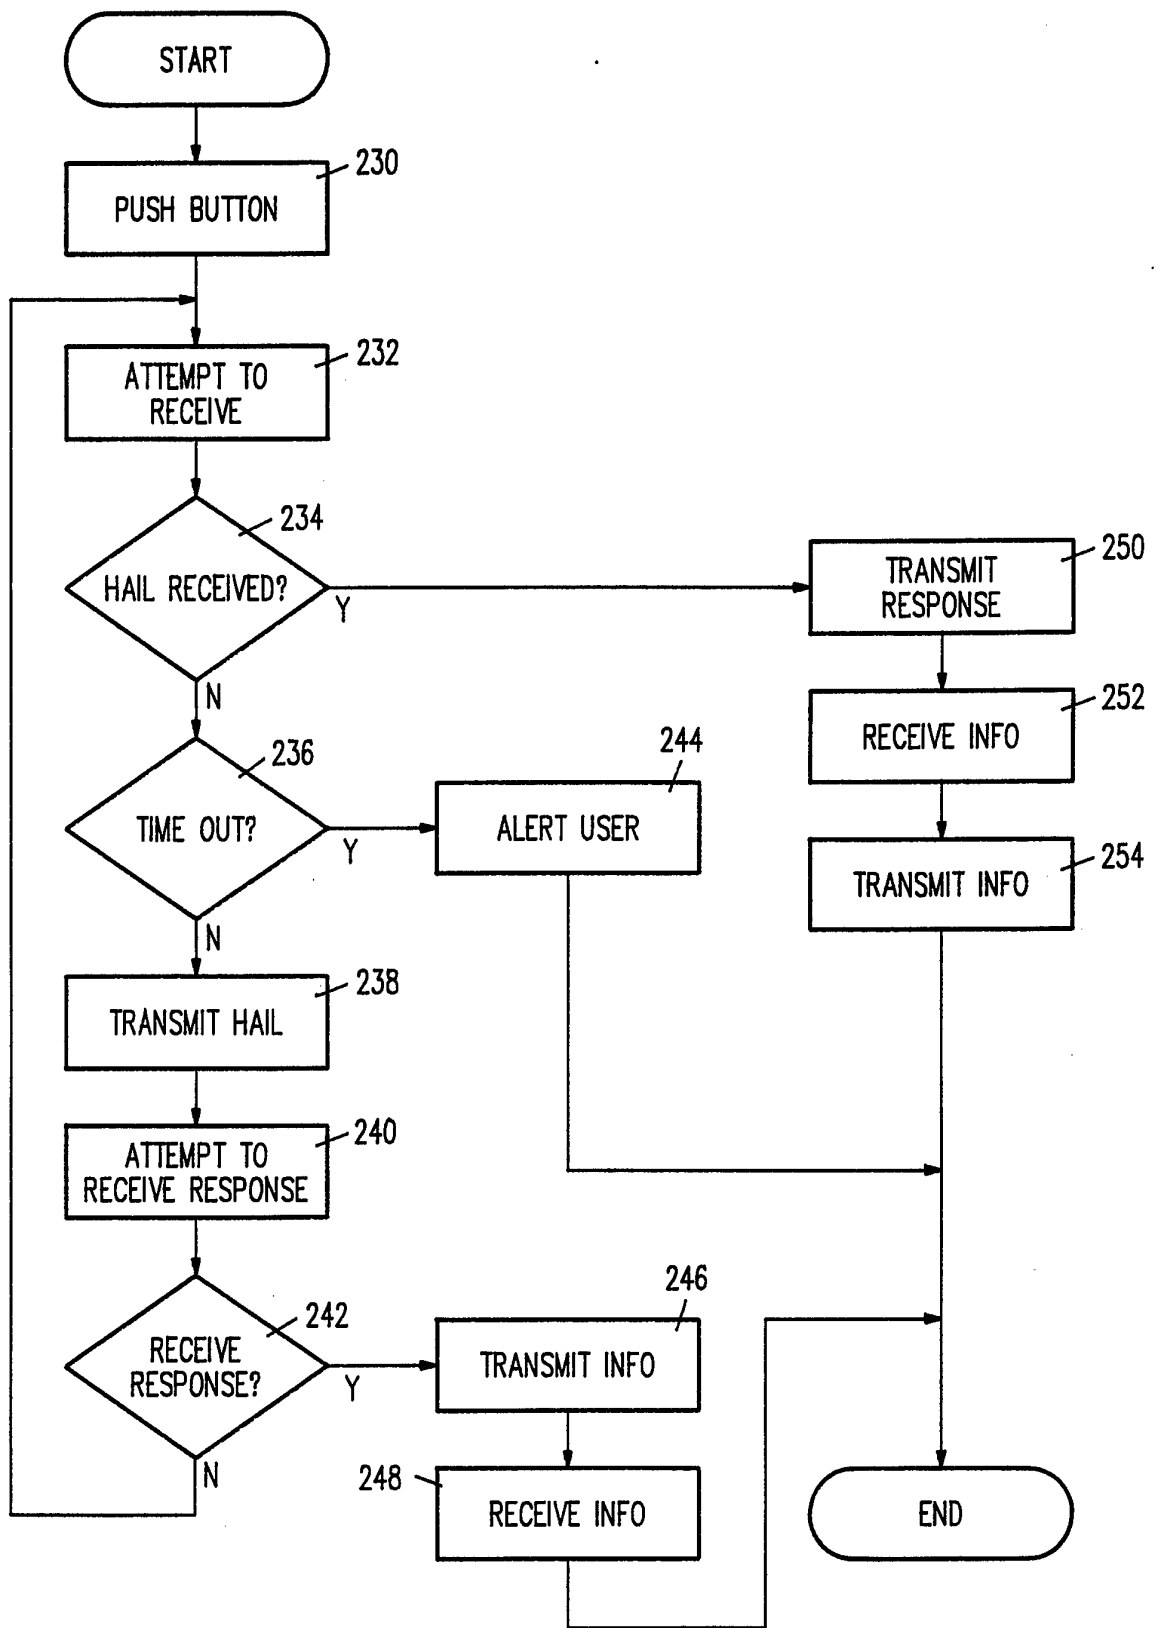 START
230
PUSH BUTTON
232
ATTEMPT TO
RECEIVE
234
HAIL RECEIVED?
Y
N
250
TRANSMIT
RESPONSE
252
RECEIVE INFO
254
TRANSMIT INFO
236
TIME OUT?
Y
N
244
ALERT USER
238
TRANSMIT HAIL
240
ATTEMPT TO
RECEIVE RESPONSE
242
RECEIVE
RESPONSE?
Y
N
246
TRANSMIT INFO
248
RECEIVE INFO
END